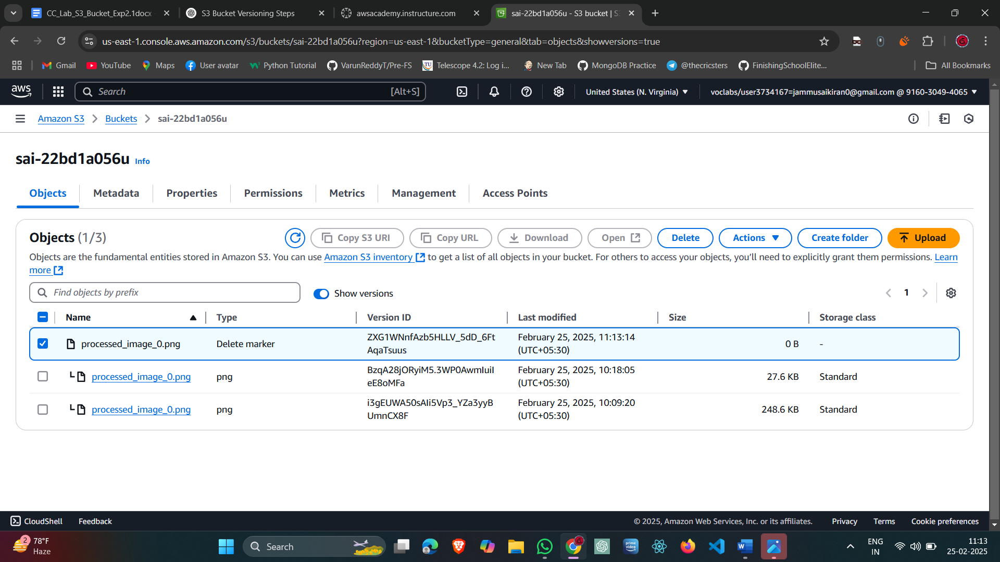 CC_Lab_S3_Bucket_Exp2.1docx
S3 Bucket Versioning Steps
awsacademy.instructure.com
sai-22bd1a056u - S3 bucket | S
us-east-1.console.aws.amazon.com/s3/buckets/sai-22bd1a056u?region=us-east-1&bucketType=general&tab=objects&showversions=true
Gmail
YouTube
Maps
User avatar
Python Tutorial
VarunReddyT/Pre-FS
TU
Telescope 4.2: Log i...
New Tab
MongoDB Practice
@thecricsters
FinishingSchoolElite...
All Bookmarks
aws
Search
[Alt+S]
United States (N. Virginia)
voclabs/user3734167=jammusaikiran0@gmail.com @ 9160-3049-4065
Amazon S3
Buckets
sai-22bd1a056u
sai-22bd1a056u Info
Objects
Metadata
Properties
Permissions
Metrics
Management
Access Points
Objects (1/3)
Copy S3 URI
Copy URL
Download
Open
Delete
Actions
Create folder
Upload
Objects are the fundamental entities stored in Amazon S3. You can use Amazon S3 inventory to get a list of all objects in your bucket. For others to access your objects, you’ll need to explicitly grant them permissions. Learn
more
Find objects by prefix
Show versions
1
Name
Type
Version ID
Last modified
Size
Storage class
processed_image_0.png
Delete marker
ZXG1WNnfAzb5HLLV_5dD_6Ft
AqaTsuus
February 25, 2025, 11:13:14
(UTC+05:30)
0 B
-
processed_image_0.png
png
BzqA28jORyiM5.3WP0AwmIuiI
eE8oMFa
February 25, 2025, 10:18:05
(UTC+05:30)
27.6 KB
Standard
processed_image_0.png
png
i3gEUWA50sAIi5Vp3_YZa3yyB
UmnCX8F
February 25, 2025, 10:09:20
(UTC+05:30)
248.6 KB
Standard
CloudShell
Feedback
© 2025, Amazon Web Services, Inc. or its affiliates.
Privacy
Terms
Cookie preferences
2
78°F
Haze
Search
prime
video
W
ENG
IN
11:13
25-02-2025